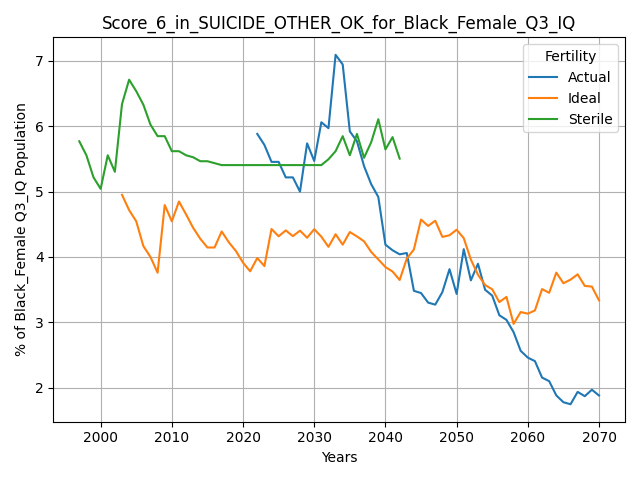 Score_6_in_SUICIDE_OTHER_OK_for_Black_Female_Q3_IQ
% of Black_Female Q3_IQ Population
7
6
5
4
3
2
Fertility
Actual
Ideal
Sterile
2000 2010 2020 2030 2040 2050 2060 2070
Years